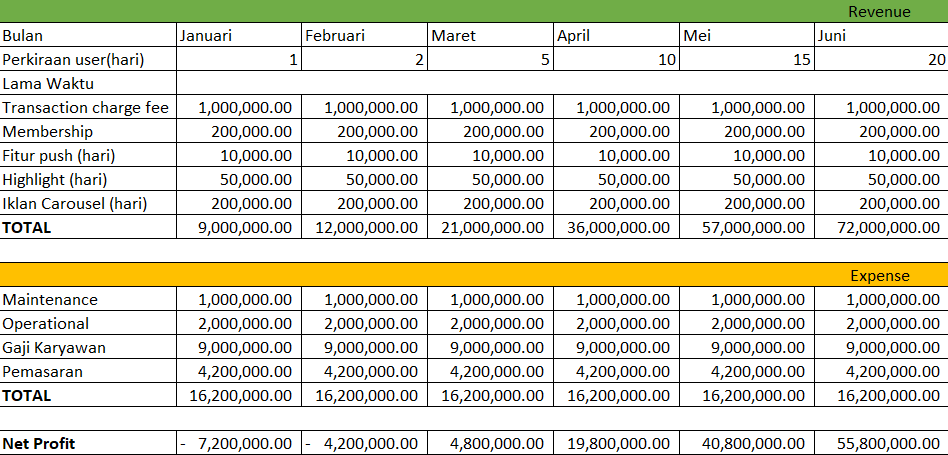 Revenue
Bulan Januari Februari Maret April Mei Juni
Perkiraan user(hari) 1 2 5 10 15 20
Lama Waktu
Transaction charge fee 1,000,000.00 1,000,000.00 1,000,000.00 1,000,000.00 1,000,000.00 1,000,000.00
Membership 200,000.00 200,000.00 200,000.00 200,000.00 200,000.00 200,000.00
Fitur push (hari) 10,000.00 10,000.00 10,000.00 10,000.00 10,000.00 10,000.00
Highlight (hari) 50,000.00 50,000.00 50,000.00 50,000.00 50,000.00 50,000.00
Iklan Carousel (hari) 200,000.00 200,000.00 200,000.00 200,000.00 200,000.00 200,000.00
TOTAL 9,000,000.00 12,000,000.00 21,000,000.00 36,000,000.00 57,000,000.00 72,000,000.00
Expense
Maintenance 1,000,000.00 1,000,000.00 1,000,000.00 1,000,000.00 1,000,000.00 1,000,000.00
Operational 2,000,000.00 2,000,000.00 2,000,000.00 2,000,000.00 2,000,000.00 2,000,000.00
Gaji Karyawan 9,000,000.00 9,000,000.00 9,000,000.00 9,000,000.00 9,000,000.00 9,000,000.00
Pemasaran 4,200,000.00 4,200,000.00 4,200,000.00 4,200,000.00 4,200,000.00 4,200,000.00
TOTAL 16,200,000.00 16,200,000.00 16,200,000.00 16,200,000.00 16,200,000.00 16,200,000.00
Net Profit - 7,200,000.00 - 4,200,000.00 4,800,000.00 19,800,000.00 40,800,000.00 55,800,000.00